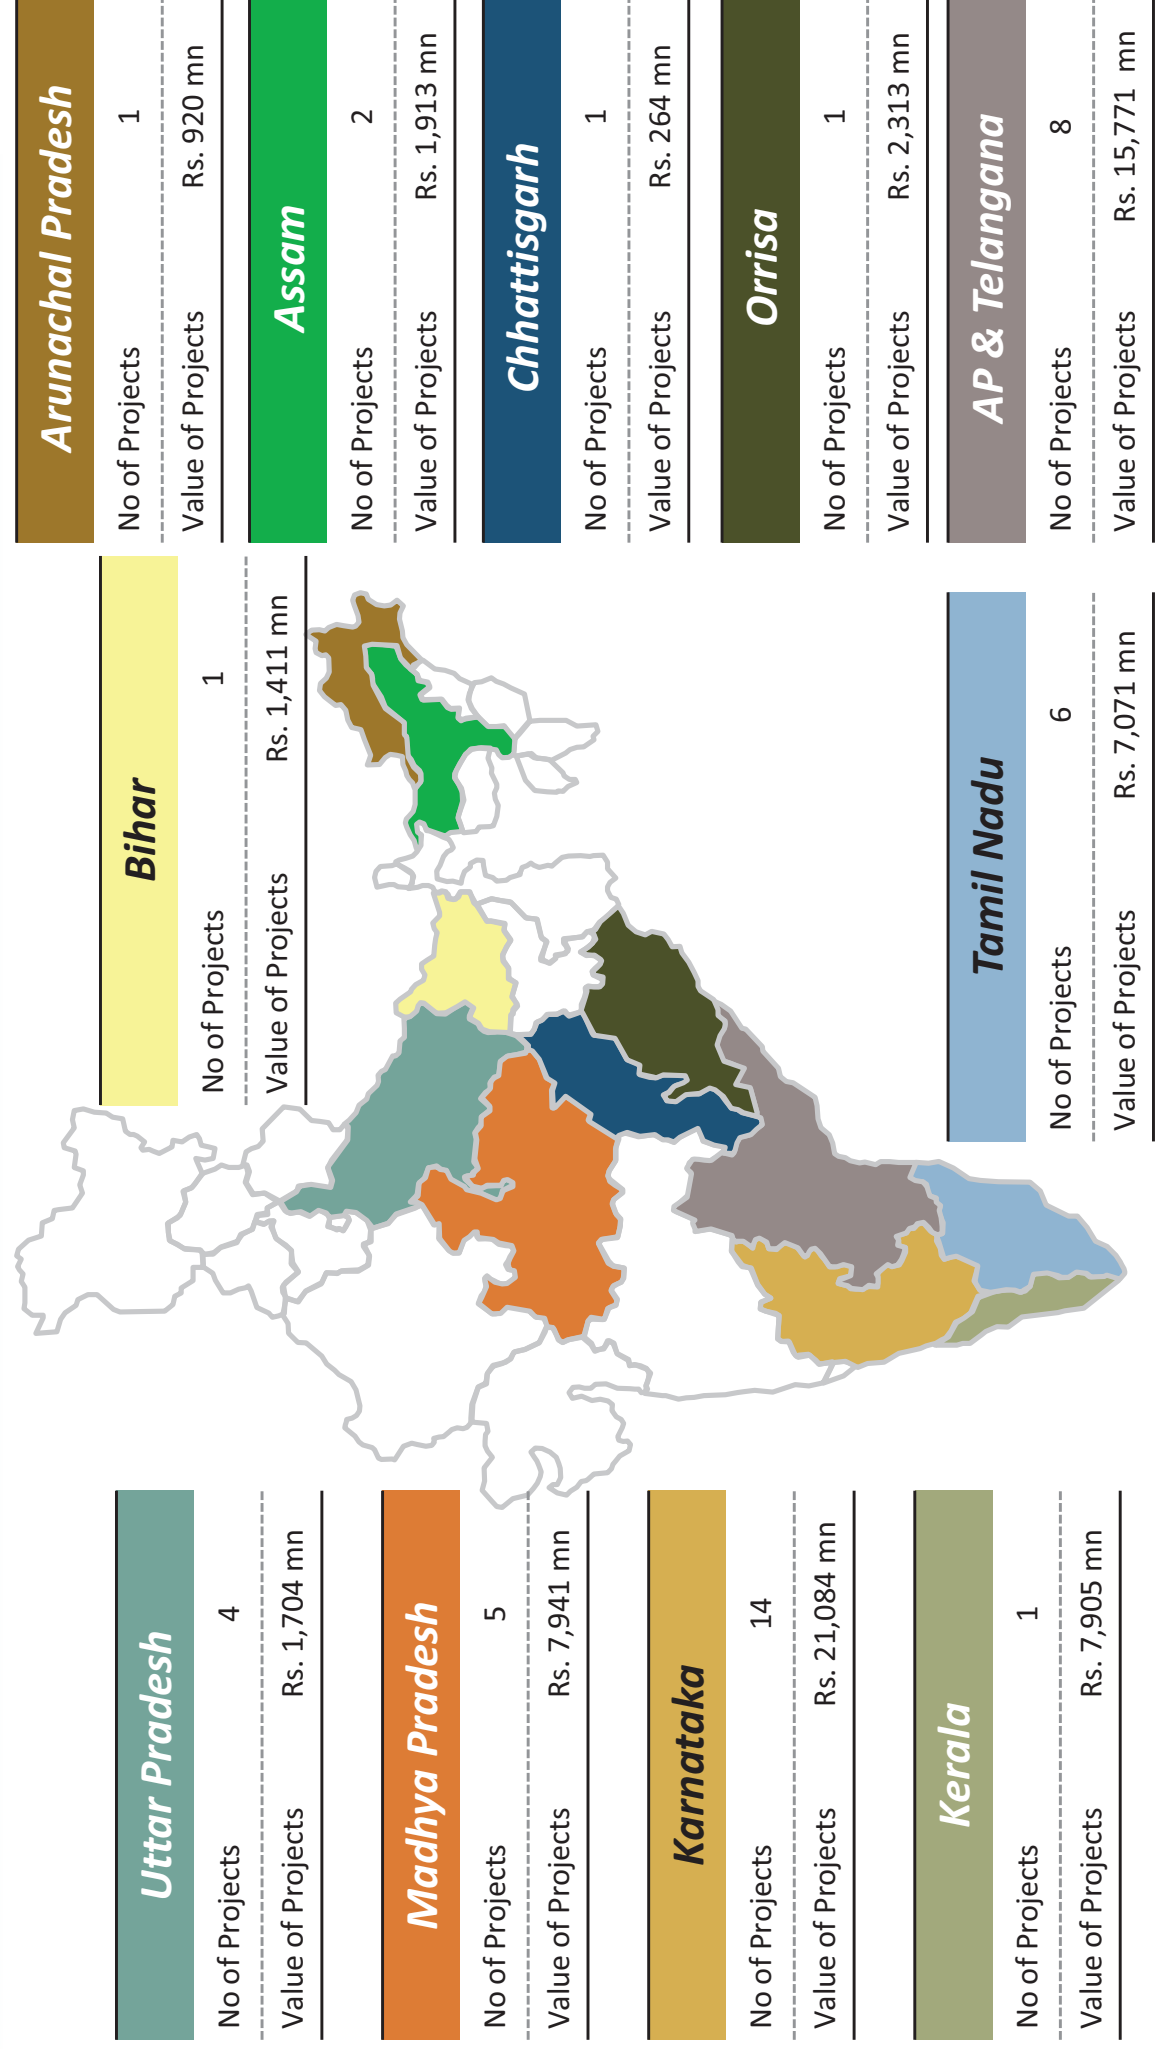 Uttar Pradesh
No of Projects 4
Value of Projects Rs. 1,704 mn
Madhya Pradesh
No of Projects 5
Value of Projects Rs. 7,941 mn
Karnataka
No of Projects 14
Value of Projects Rs. 21,084 mn
Kerala
No of Projects 1
Value of Projects Rs. 7,905 mn
Bihar
No of Projects 1
Value of Projects Rs. 1,411 mn
Tamil Nadu
No of Projects 6
Value of Projects Rs. 7,071 mn
Arunachal Pradesh
No of Projects 1
Value of Projects Rs. 920 mn
Assam
No of Projects 2
Value of Projects Rs. 1,913 mn
Chhattisgarh
No of Projects 1
Value of Projects Rs. 264 mn
Orrisa
No of Projects 1
Value of Projects Rs. 2,313 mn
AP & Telangana
No of Projects 8
Value of Projects Rs. 15,771 mn